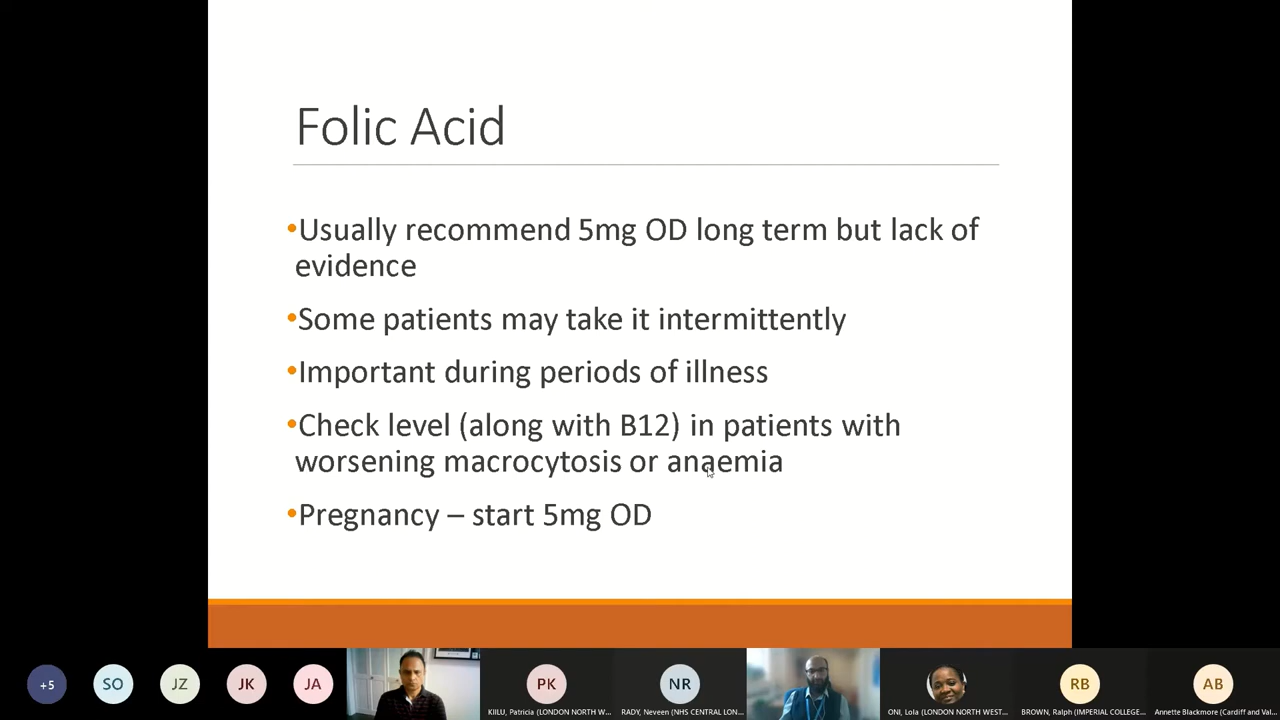 Folic Acid
•Usually recommend 5mg OD long term but lack of
evidence
•Some patients may take it intermittently
•Important during periods of illness
•Check level (along with B12) in patients with
worsening macrocytosis or anaemia
•Pregnancy – start 5mg OD
+5
SO
JZ
JK
JA
PK
KIILU, Patricia (LONDON NORTH W...
NR
RADY, Neveen (NHS CENTRAL LON...
ONI, Lola (LONDON NORTH WEST...
RB
BROWN, Ralph (IMPERIAL COLLEGE...
AB
Annette Blackmore (Cardiff and Val...